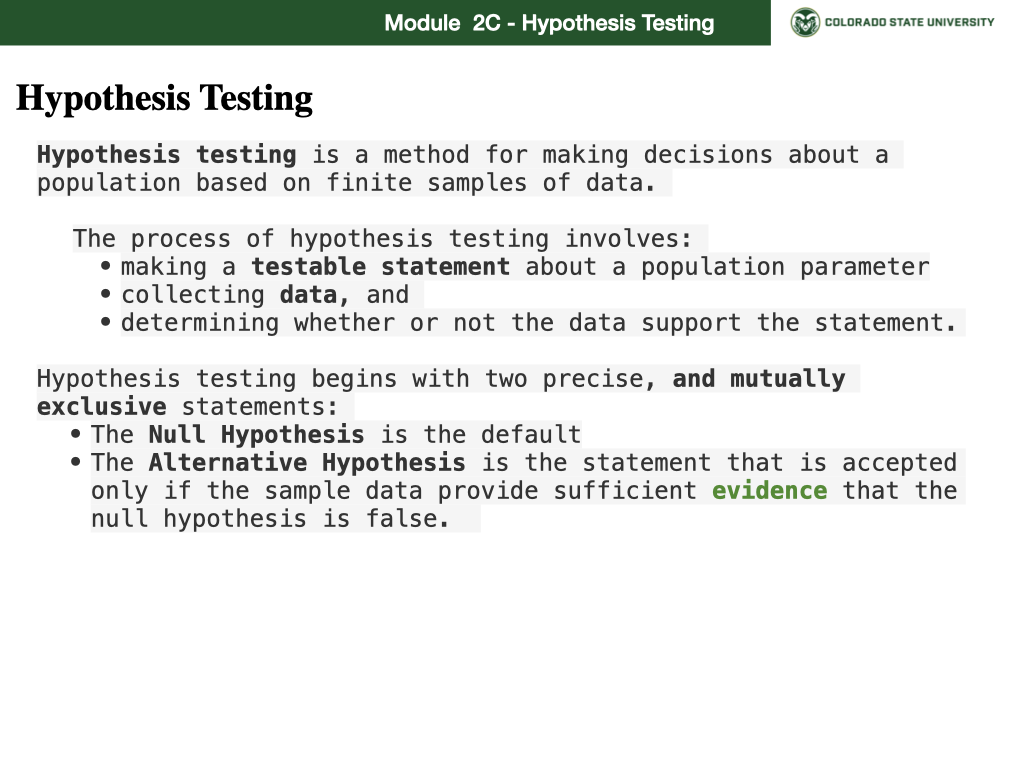 Module 2C - Hypothesis Testing
COLORADO STATE UNIVERSITY
Hypothesis Testing
Hypothesis testing is a method for making decisions about a
population based on finite samples of data.
The process of hypothesis testing involves:
• making a testable statement about a population parameter
• collecting data, and
• determining whether or not the data support the statement.
Hypothesis testing begins with two precise, and mutually
exclusive statements:
• The Null Hypothesis is the default
• The Alternative Hypothesis is the statement that is accepted
only if the sample data provide sufficient evidence that the
null hypothesis is false.